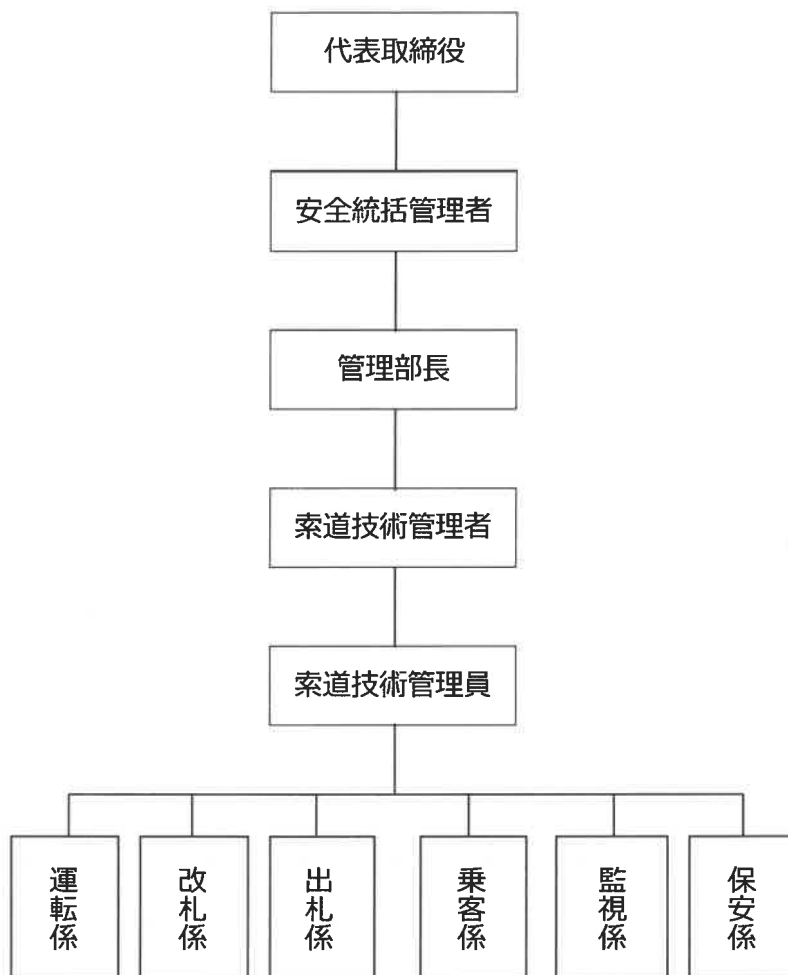 代表取締役
安全統括管理者
管理部長
索道技術管理者
索道技術管理員
運転係
改札係
出札係
乗客係
監視係
保安係